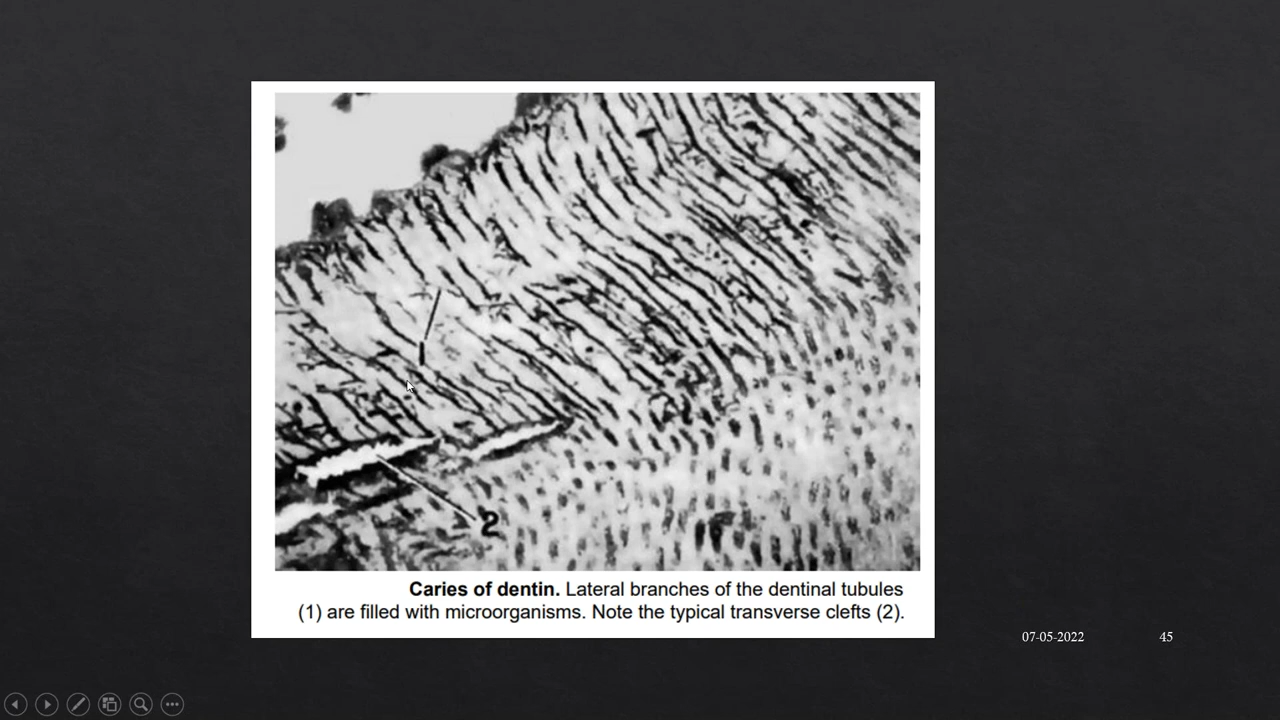 1
2
Caries of dentin. Lateral branches of the dentinal tubules
(1) are filled with microorganisms. Note the typical transverse clefts (2).
07-05-2022
45